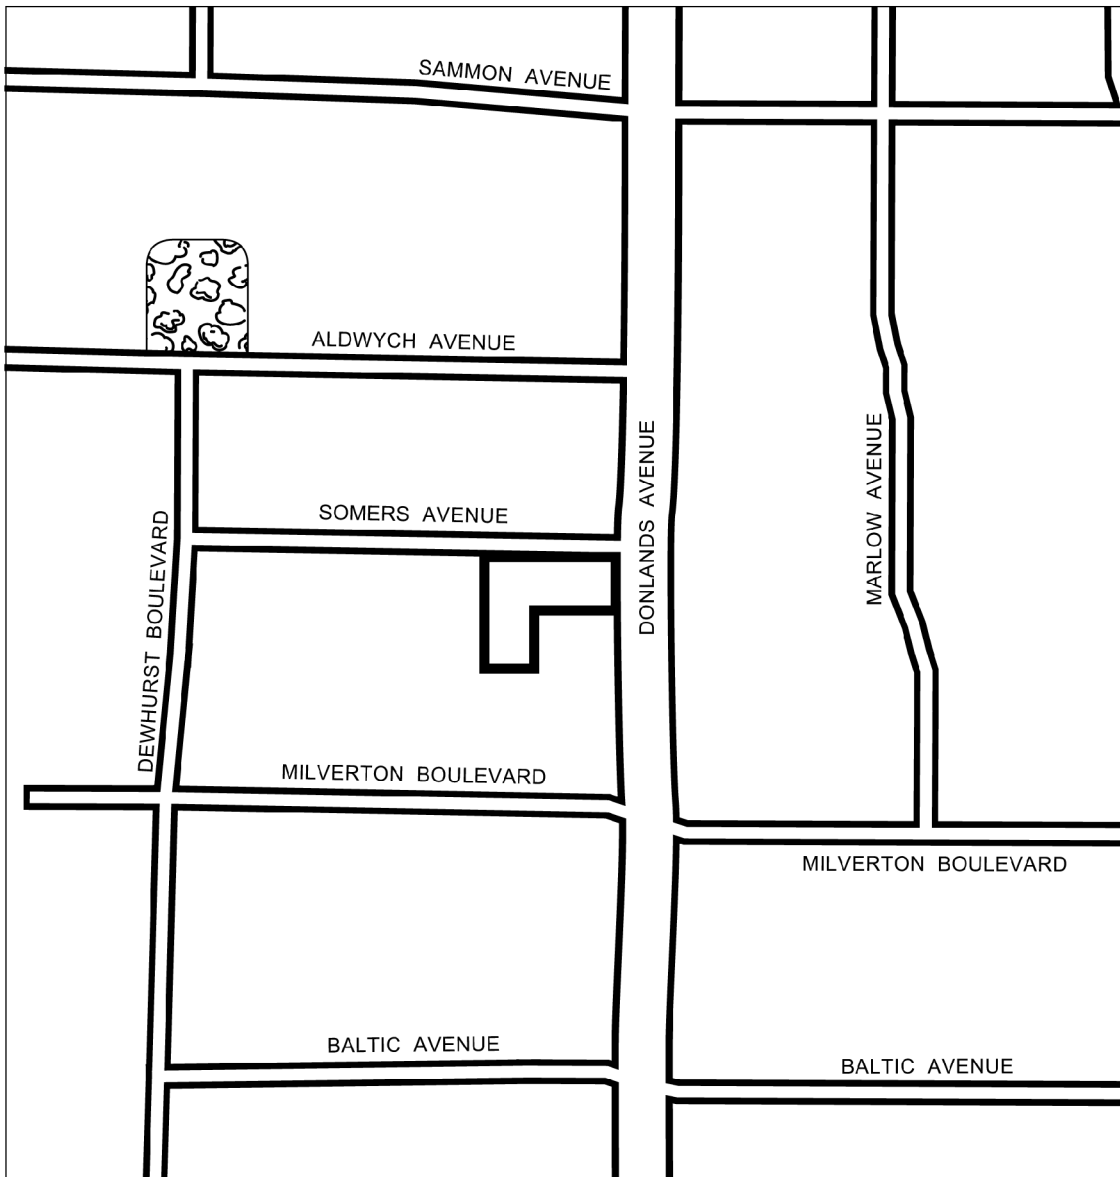 SAMMON AVENUE
ALDWYCH AVENUE
SOMERS AVENUE
DONLANDS AVENUE
MARLOW AVENUE
DEWHURST BOULEVARD
MILVERTON BOULEVARD
MILVERTON BOULEVARD
BALTIC AVENUE
BALTIC AVENUE